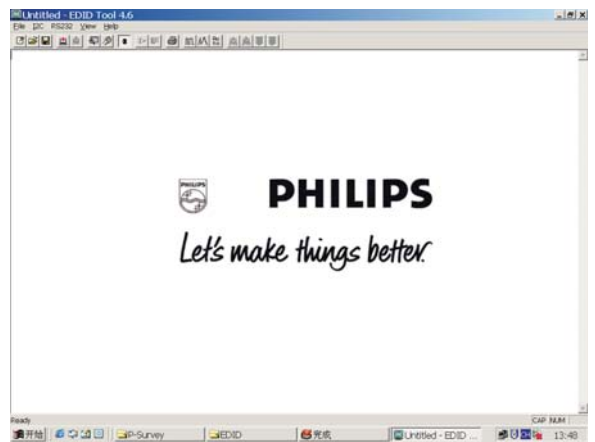 Untitled - EDID Tool 4.6
File I2C RS232 View Help
PHILIPS
PHILIPS
Let's make things better.
Ready
CAP NUM
开始
P-Survey
EDID
完成
Untitled - EDID ...
13:48